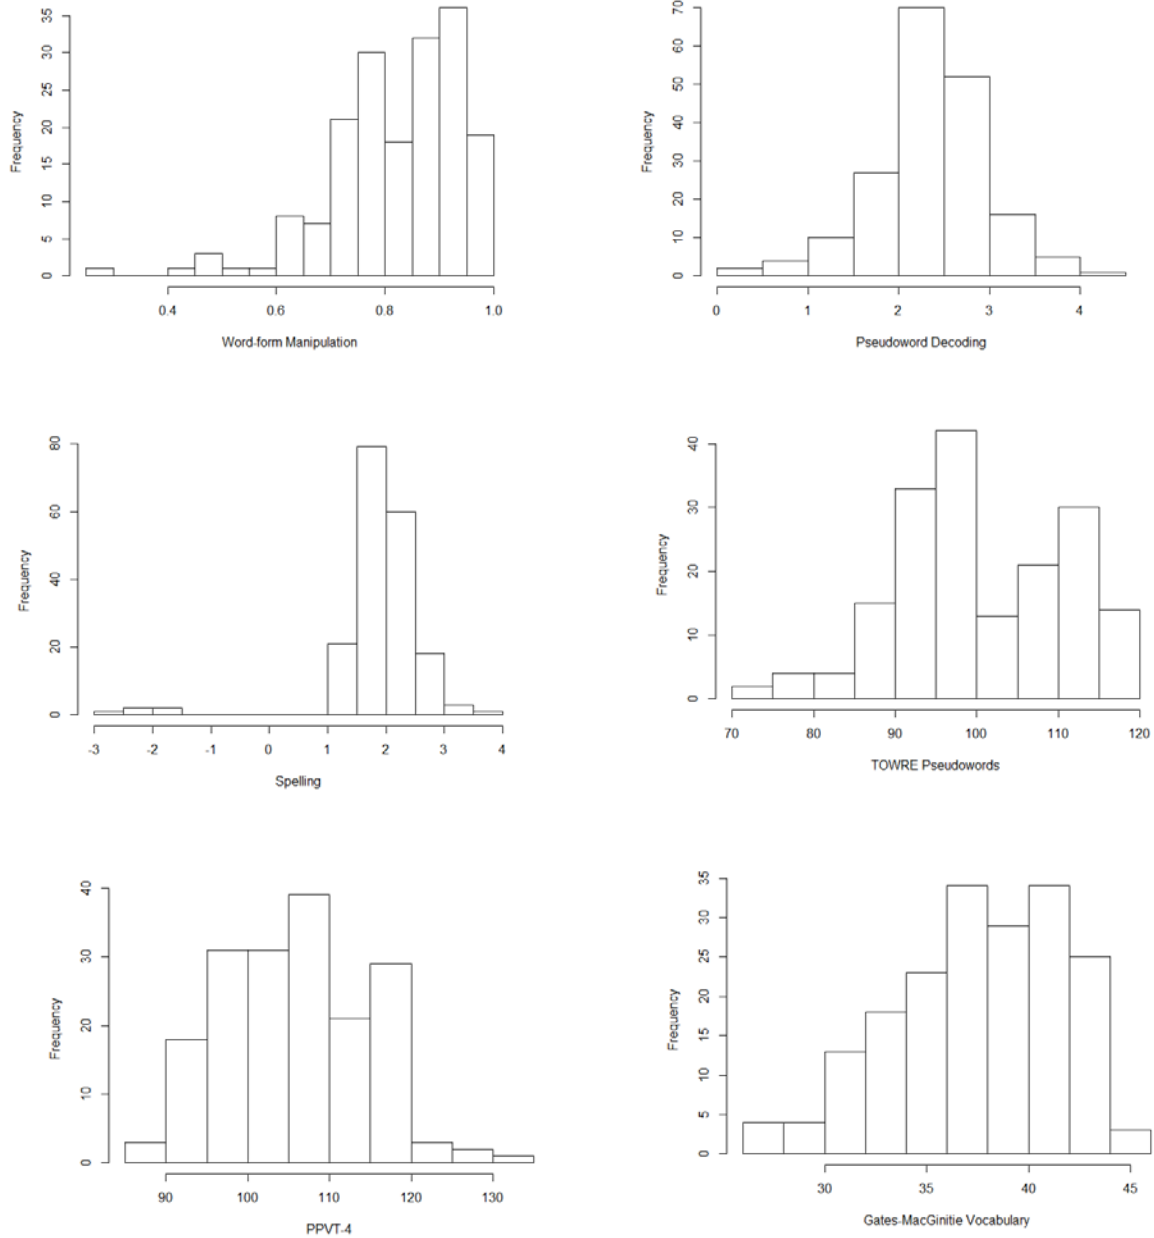 35
30
25
20
15
10
5
0
Frequency
0.4 0.6 0.8 1.0
Word-form Manipulation
70
60
50
40
30
20
10
0
Frequency
0 1 2 3 4
Pseudoword Decoding
80
60
40
20
0
Frequency
-3 -2 -1 0 1 2 3 4
Spelling
40
30
20
10
0
Frequency
70 80 90 100 110 120
TOWRE Pseudowords
40
30
20
10
0
Frequency
90 100 110 120 130
PPVT-4
35
30
25
20
15
10
5
0
Frequency
30 35 40 45
Gates-MacGinitie Vocabulary